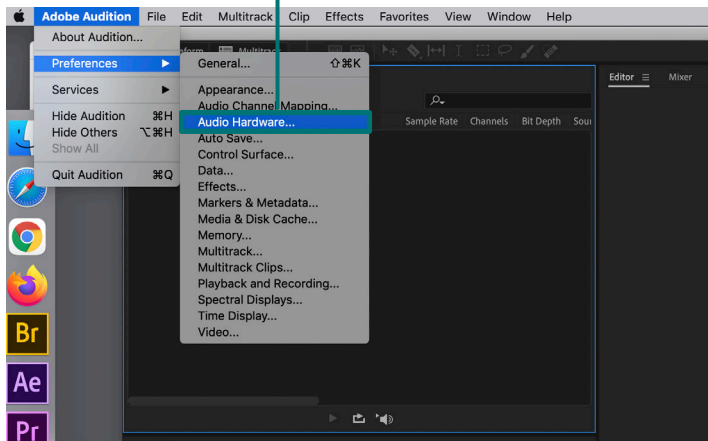 Adobe Audition File Edit Multitrack Clip Effects Favorites View Window Help
About Audition...
Preferences
Services
Hide Audition ⌘H
Hide Others ⌥⌘H
Show All
Quit Audition ⌘Q
General... ⇧⌘K
Appearance...
Audio Channel Mapping...
Audio Hardware...
Auto Save...
Control Surface...
Data...
Effects...
Markers & Metadata...
Media & Disk Cache...
Memory...
Multitrack...
Multitrack Clips...
Playback and Recording...
Spectral Displays...
Time Display...
Video...
Multitrack
Sample Rate Channels Bit Depth
Editor Mixer
Br
Ae
Pr